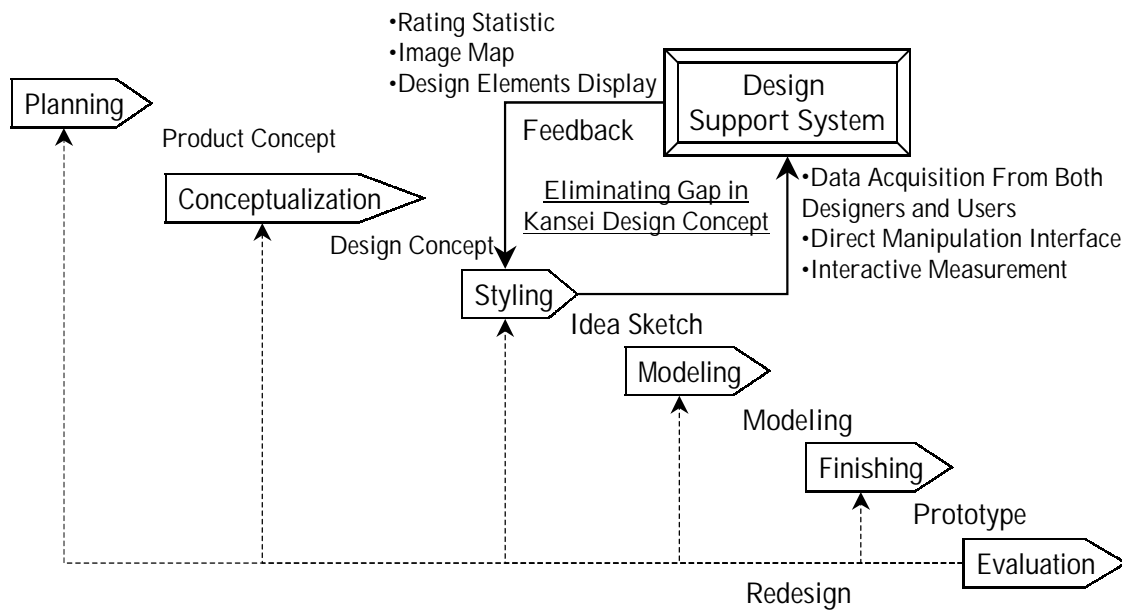 •Rating Statistic
•Image Map
•Design Elements Display
Design
Support System
Planning
Feedback
Product Concept
Eliminating Gap in
Kansei Design Concept
•Data Acquisition From Both
Designers and Users
•Direct Manipulation Interface
•Interactive Measurement
Conceptualization
Design Concept
Styling
Idea Sketch
Modeling
Modeling
Finishing
Prototype
Evaluation
Redesign